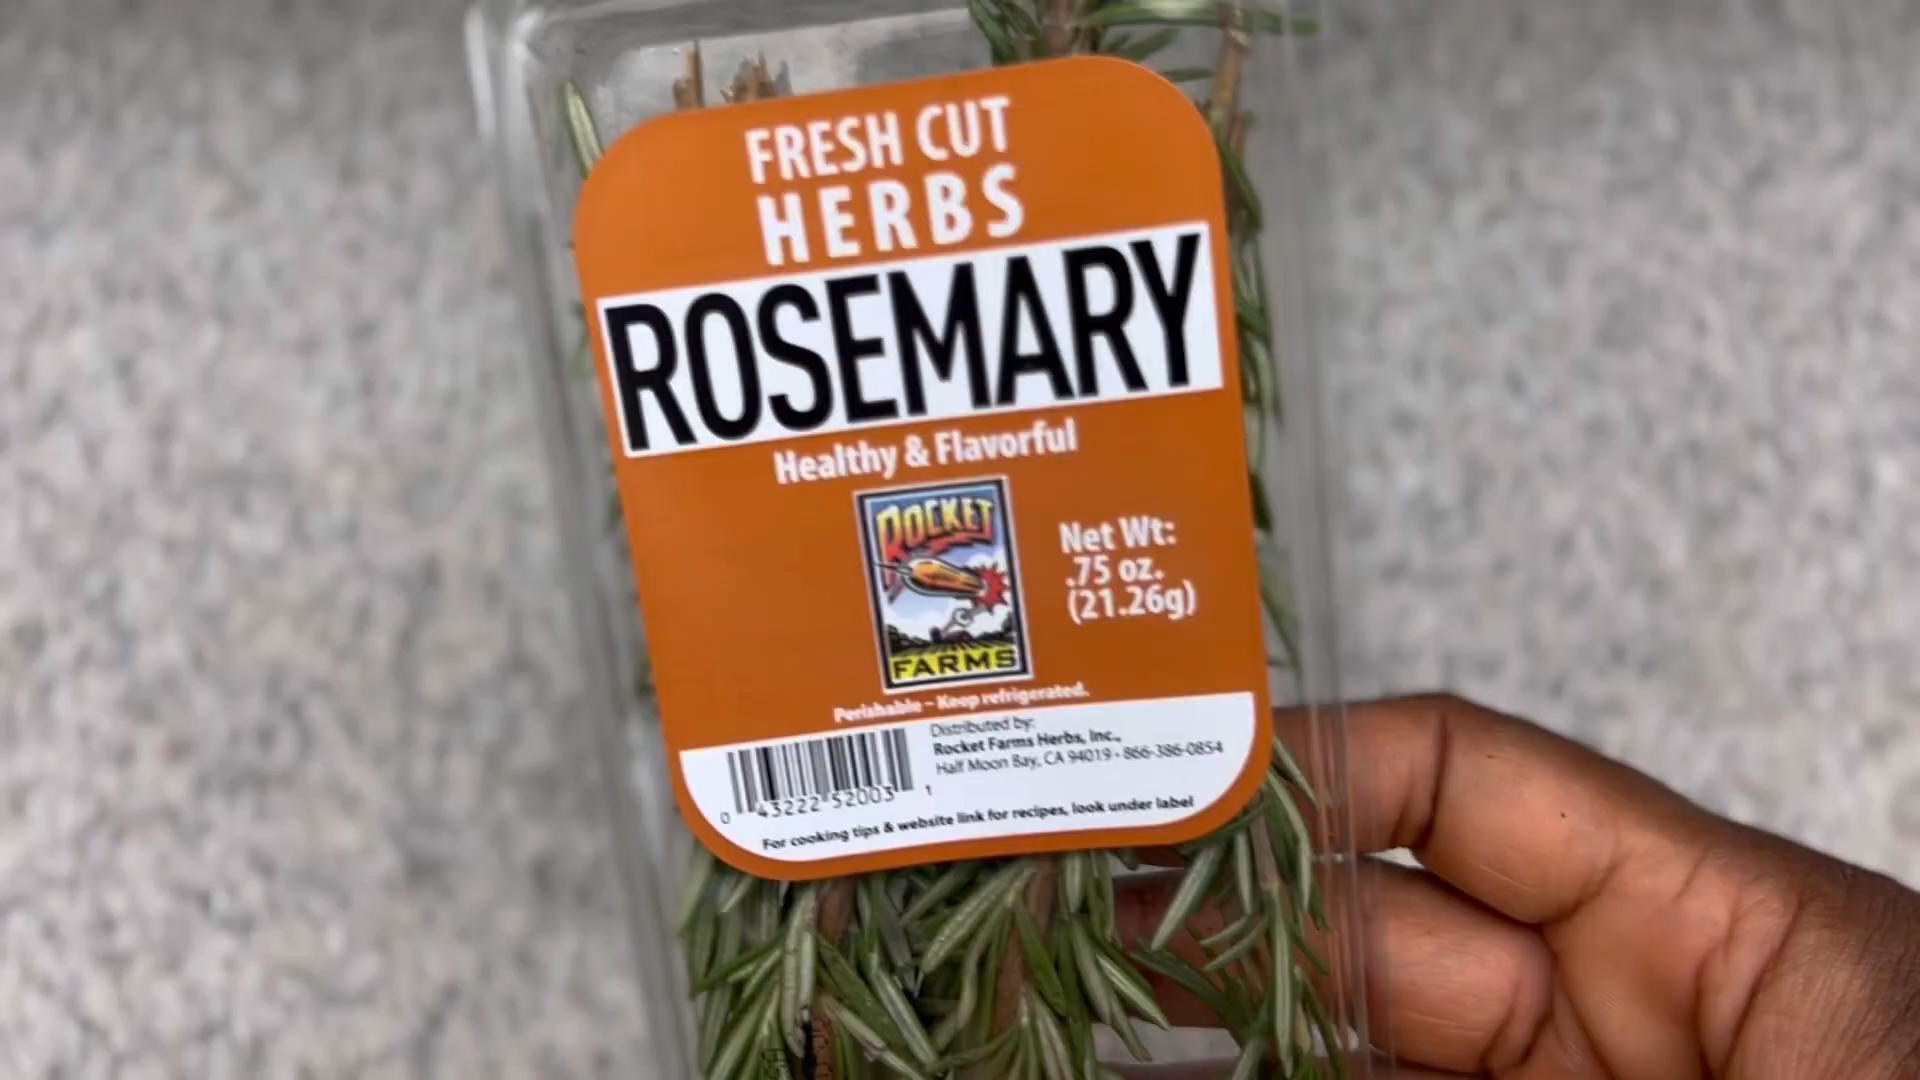 FRESH CUT
HERBS
ROSEMARY
Healthy & Flavorful
ROCKET
FARMS
Net Wt:
.75 oz.
(21.26g)
Perishable - Keep refrigerated.
Distributed by:
Rocket Farms Herbs, Inc.,
Half Moon Bay, CA 94019 • 866-386-0854
0 43222 52003 1
For cooking tips & website link for recipes, look under label